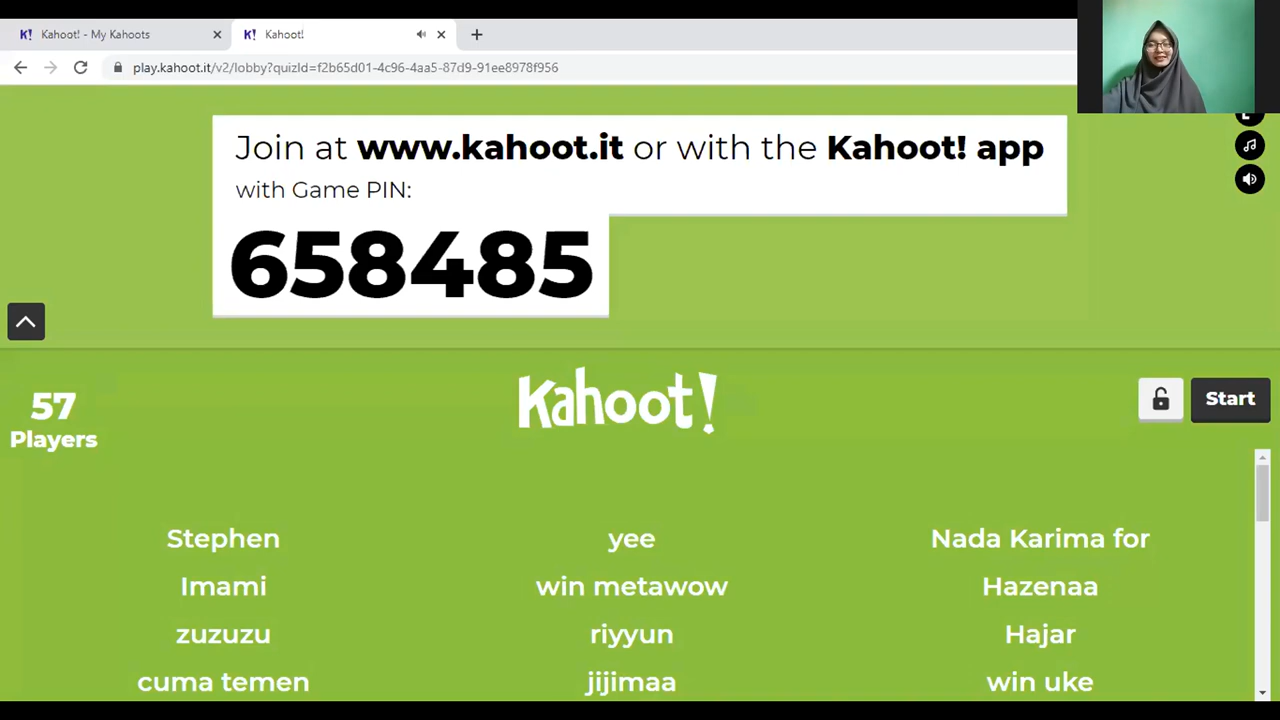 Kahoot! - My Kahoots
Kahoot!
play.kahoot.it/v2/lobby?quizId=f2b65d01-4c96-4aa5-87d9-91ee8978f956
Join at www.kahoot.it or with the Kahoot! app
with Game PIN:
658485
57
Players
Kahoot!
Start
Stephen yee Nada Karima for
Imami win metawow Hazenaa
zuzuzu riyyun Hajar
cuma temen jijimaa win uke